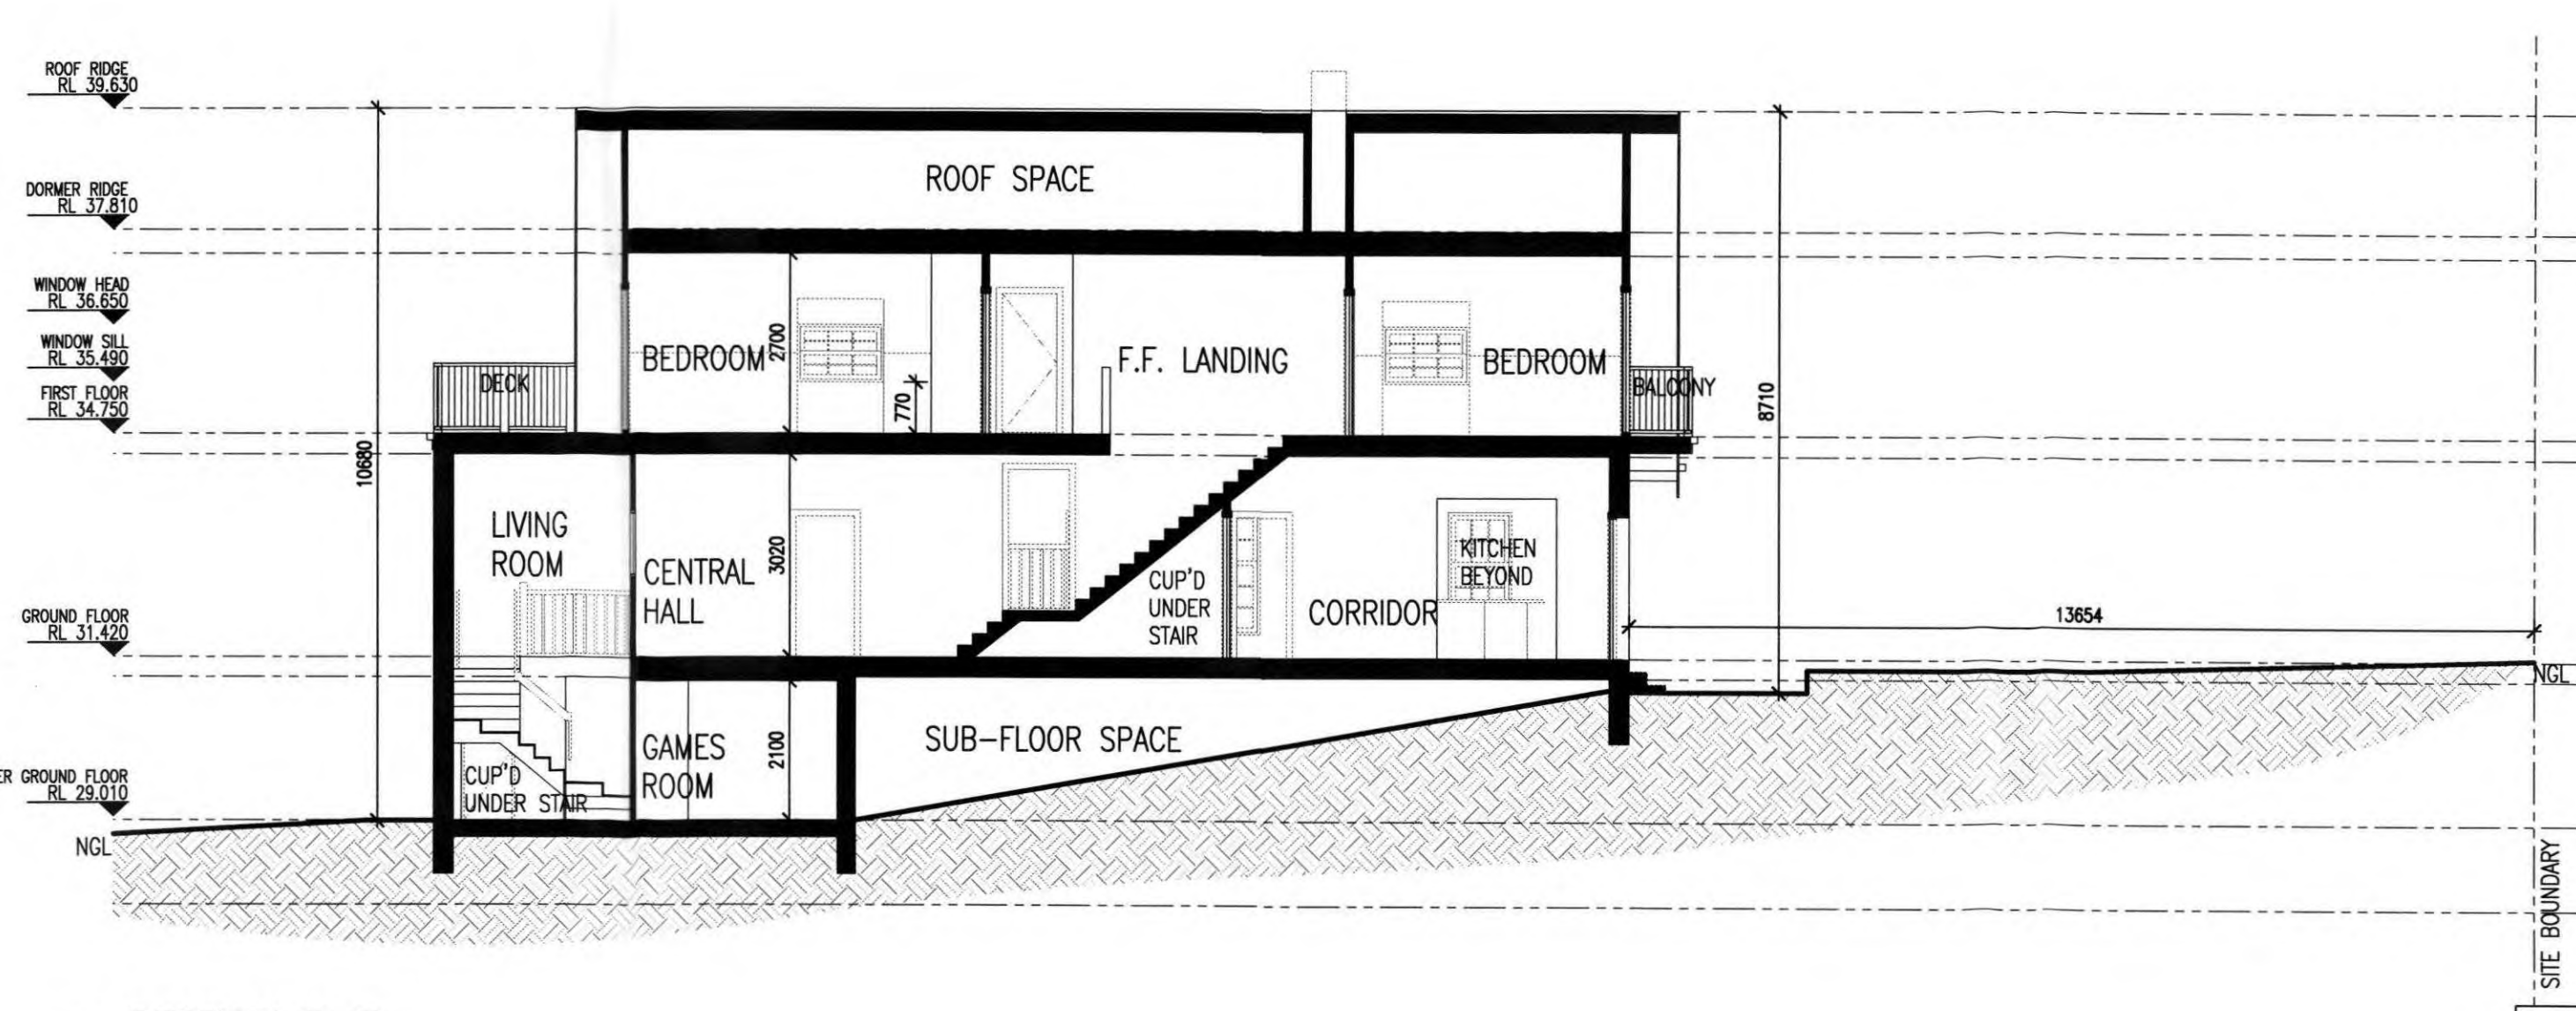 ROOF RIDGE
RL 39.630
DORMER RIDGE
RL 37.810
WINDOW HEAD
RL 36.650
WINDOW SILL
RL 35.490
FIRST FLOOR
RL 34.750
GROUND FLOOR
RL 31.420
ER GROUND FLOOR
RL 29.010
NGL
10680
ROOF SPACE
DECK
BEDROOM
2700
770
F.F. LANDING
BEDROOM
BALCONY
8710
LIVING
ROOM
CENTRAL
HALL
3020
CUP'D
UNDER
STAIR
CORRIDOR
KITCHEN
BEYOND
13654
NGL
CUP'D
UNDER STAIR
GAMES
ROOM
2100
SUB-FLOOR SPACE
SITE BOUNDARY